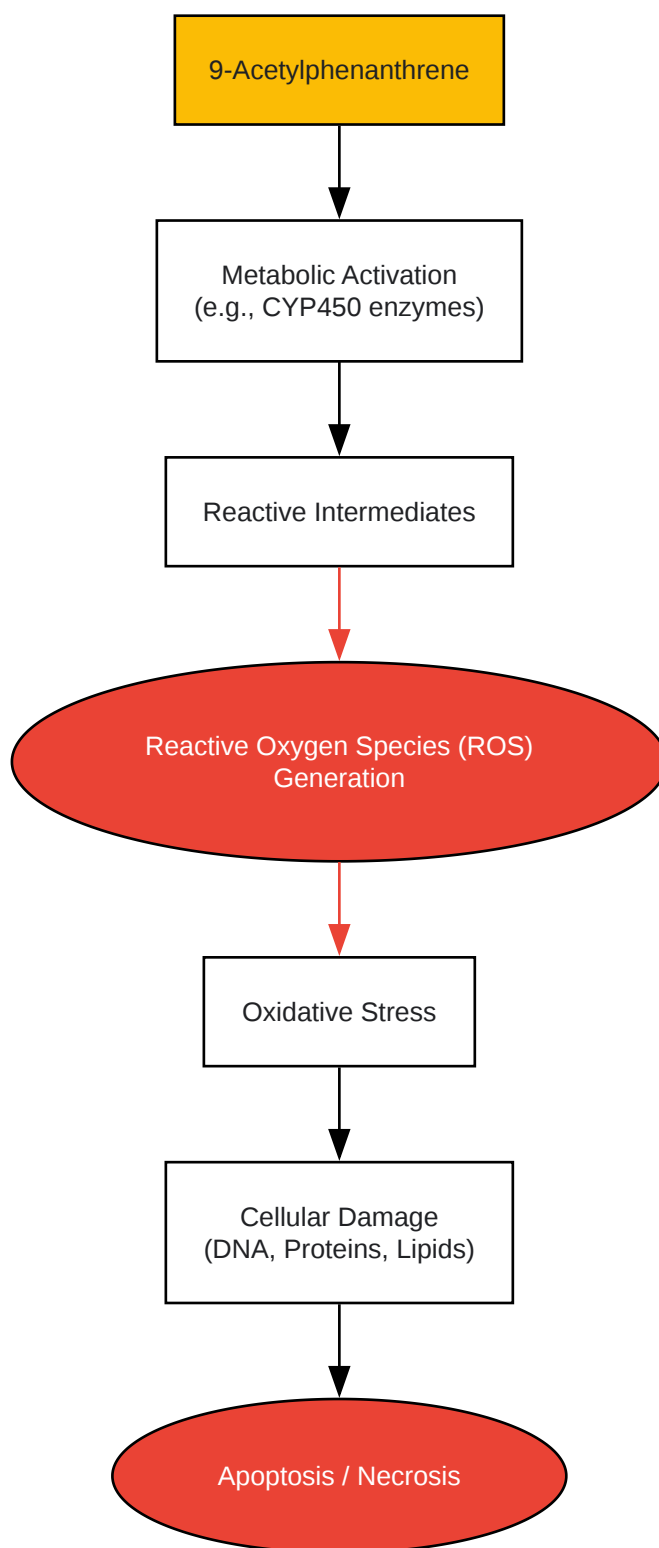 9-Acetylphenanthrene
Metabolic Activation
(e.g., CYP450 enzymes)
Reactive Intermediates
Reactive Oxygen Species (ROS)
Generation
Oxidative Stress
Cellular Damage
(DNA, Proteins, Lipids)
Apoptosis / Necrosis